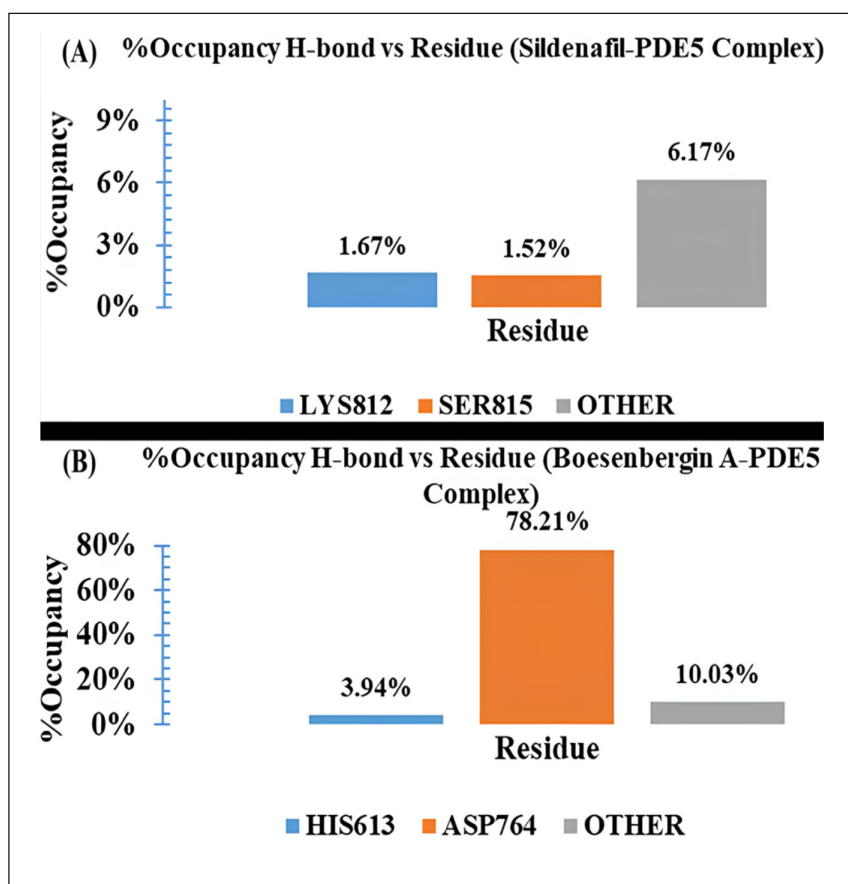 (A) %Occupancy H-bond vs Residue (Sildenafil-PDE5 Complex)
%Occupancy
9%
6%
3%
0%
1.67%
1.52%
6.17%
Residue
LYS812 SER815 OTHER
(B) %Occupancy H-bond vs Residue (Boesenbergin A-PDE5
Complex)
%Occupancy
80%
60%
40%
20%
0%
3.94%
78.21%
10.03%
Residue
HIS613 ASP764 OTHER